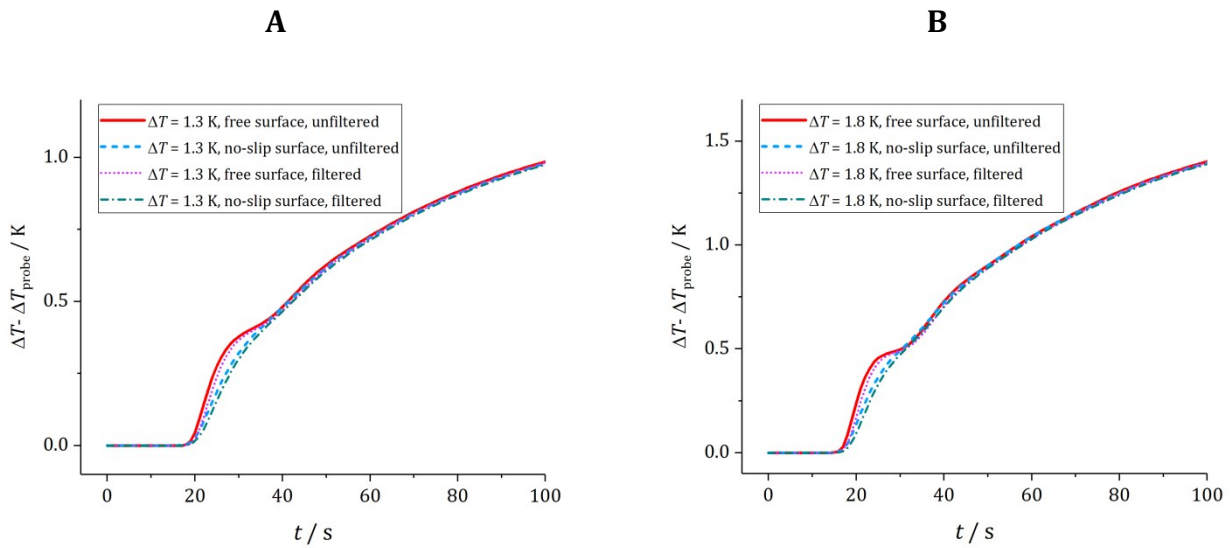 A
ΔT = 1.3 K, free surface, unfiltered
ΔT = 1.3 K, no-slip surface, unfiltered
ΔT = 1.3 K, free surface, filtered
ΔT = 1.3 K, no-slip surface, filtered
1.0
0.5
0.0
ΔT- ΔTprobe / K
0 20 40 60 80 100
t / s
B
ΔT = 1.8 K, free surface, unfiltered
ΔT = 1.8 K, no-slip surface, unfiltered
ΔT = 1.8 K, free surface, filtered
ΔT = 1.8 K, no-slip surface, filtered
1.5
1.0
0.5
0.0
ΔT- ΔTprobe / K
0 20 40 60 80 100
t / s